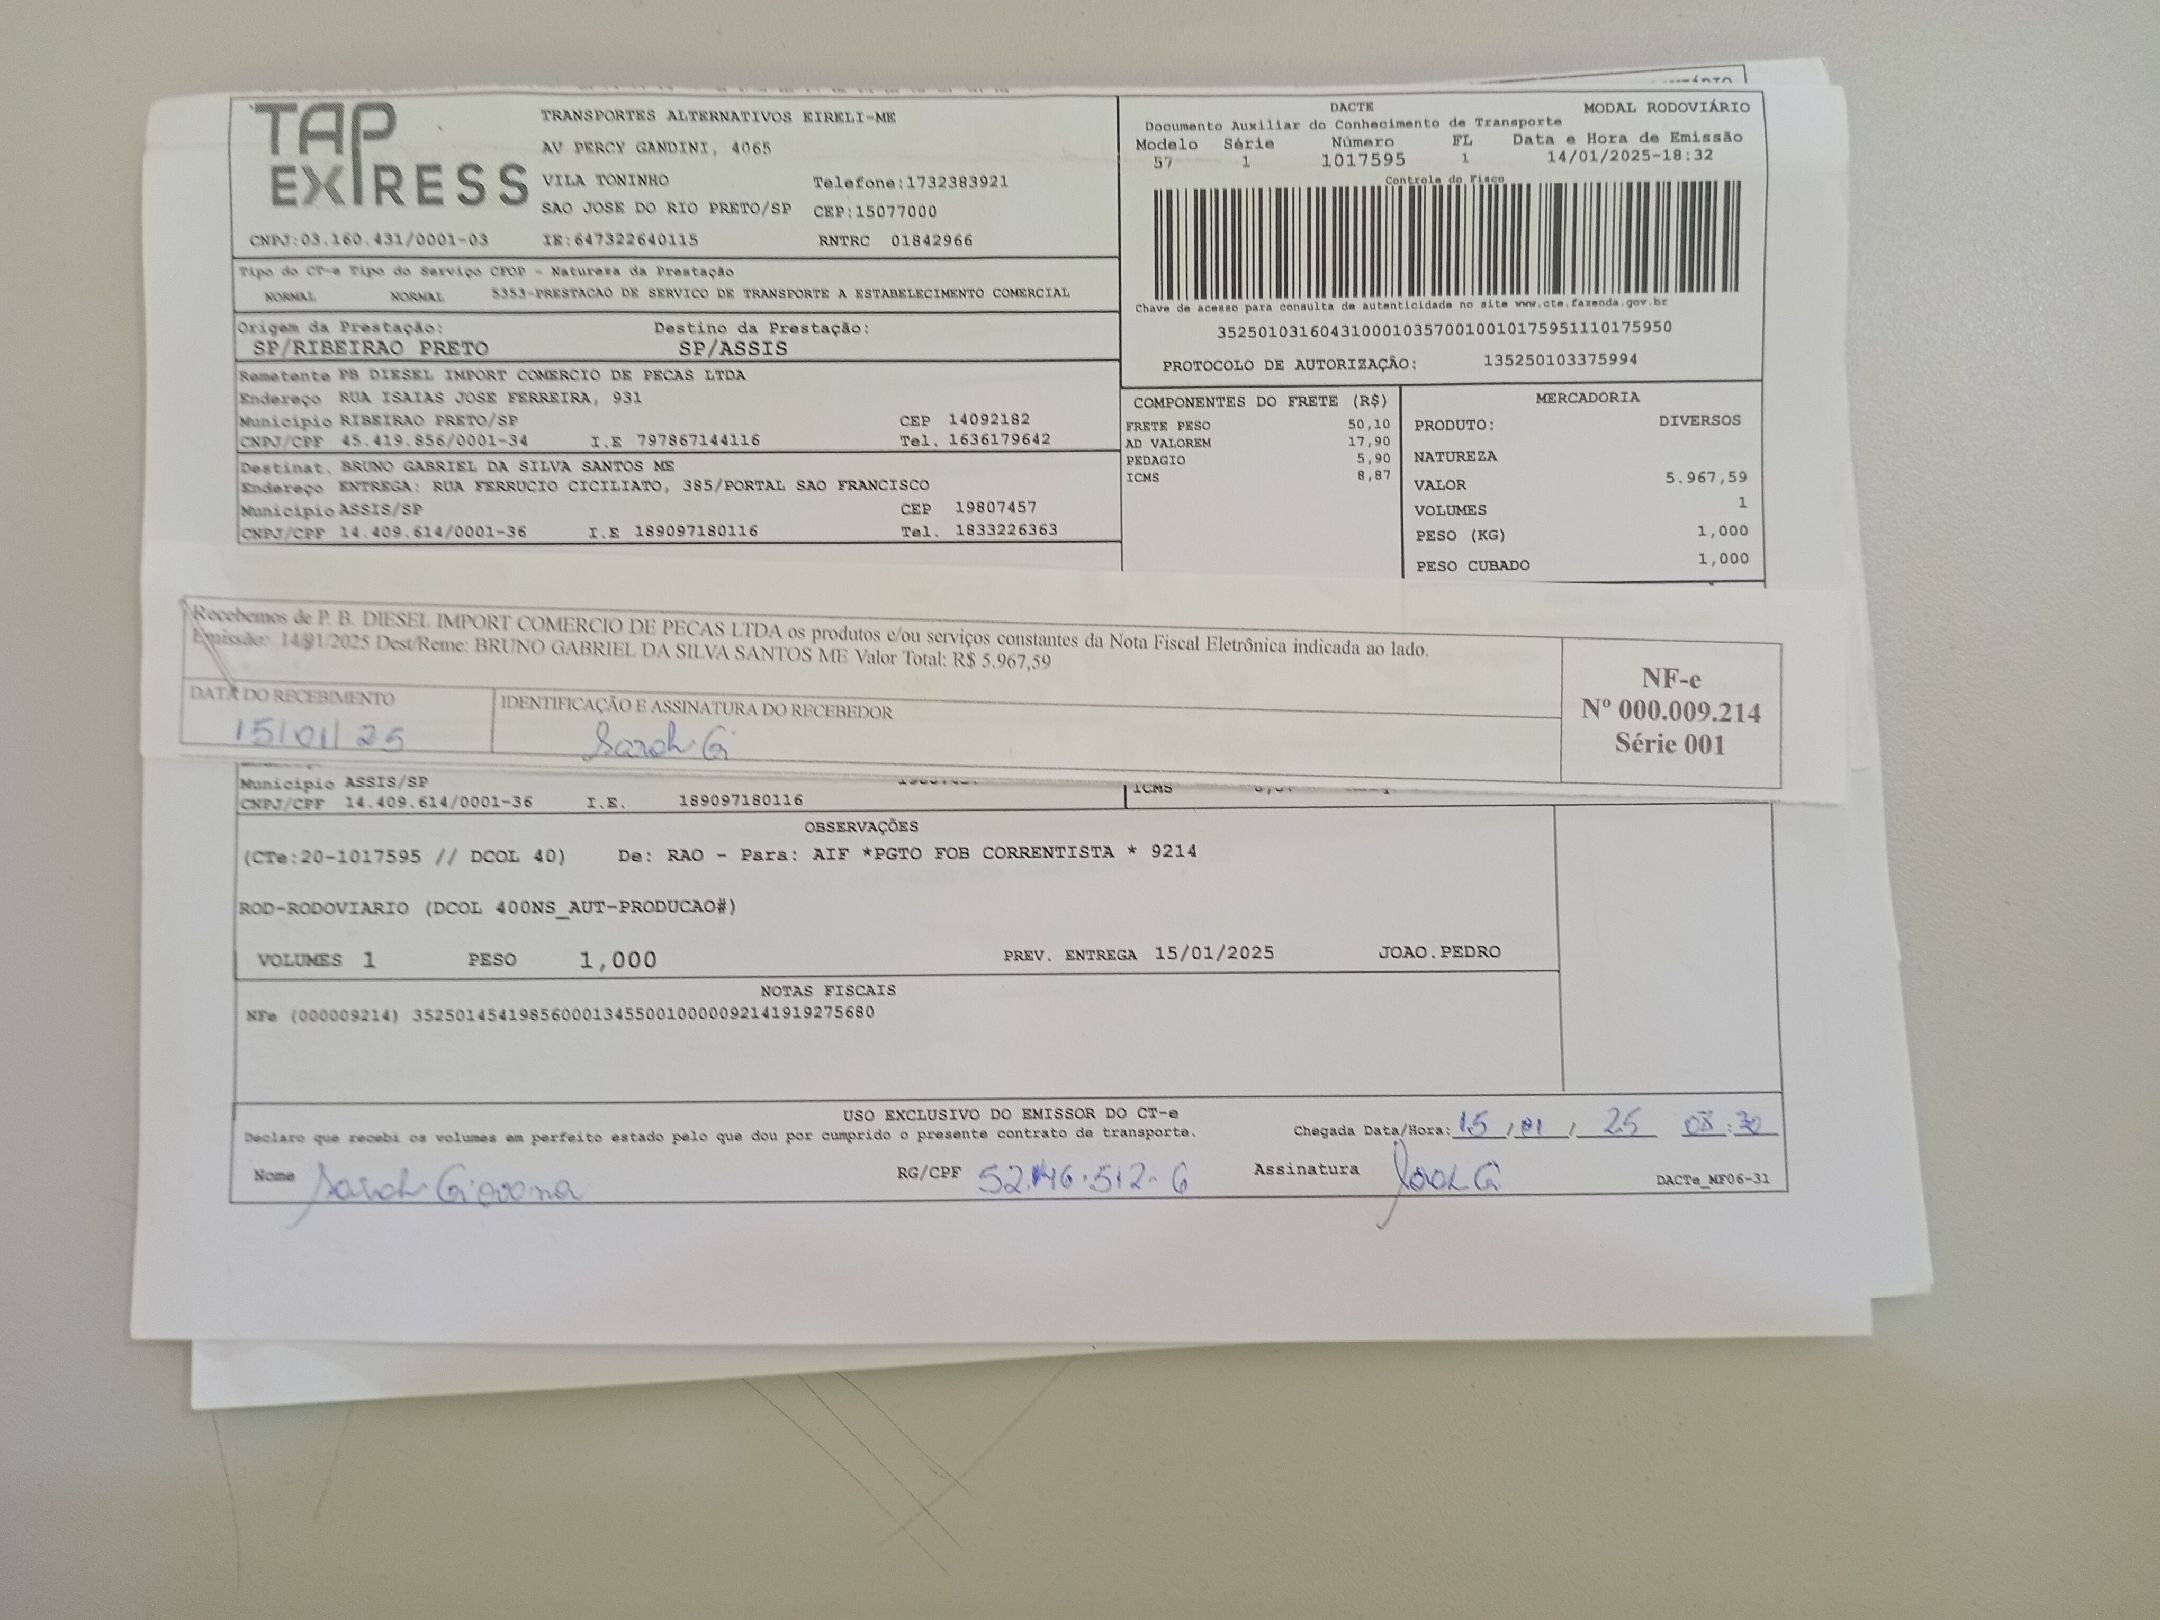 TAP EXPRESS
TRANSPORTES ALTERNATIVOS EIRELI-ME
AV PERCY GANDINI, 4065
VILA TONINHO Telefone:1732383921
SAO JOSE DO RIO PRETO/SP CEP:15077000
CNPJ:03.160.431/0001-03 IE:647322640115 RNTRC 01842966
Tipo do CT-e Tipo do Serviço CFOP - Natureza da Prestação
NORMAL NORMAL 5353-PRESTACAO DE SERVICO DE TRANSPORTE A ESTABELECIMENTO COMERCIAL
Origem da Prestação: Destino da Prestação:
SP/RIBEIRAO PRETO SP/ASSIS
Remetente PB DIESEL IMPORT COMERCIO DE PECAS LTDA
Endereço RUA ISAIAS JOSE FERREIRA, 931
Município RIBEIRAO PRETO/SP CEP 14092182
CNPJ/CPF 45.419.856/0001-34 I.E 797867144116 Tel. 1636179642
Destinat. BRUNO GABRIEL DA SILVA SANTOS ME
Endereço ENTREGA: RUA FERRUCIO CICILIATO, 385/PORTAL SAO FRANCISCO
Município ASSIS/SP CEP 19807457
CNPJ/CPF 14.409.614/0001-36 I.E 189097180116 Tel. 1833226363
DACTE MODAL RODOVIÁRIO
Documento Auxiliar do Conhecimento de Transporte
Modelo Série Número FL Data e Hora de Emissão
57 1 1017595 1 14/01/2025-18:32
Controle do Fisco
Chave de acesso para consulta de autenticidade no site www.cte.fazenda.gov.br
35250103160431000103570010010175951110175950
PROTOCOLO DE AUTORIZAÇÃO: 135250103375994
COMPONENTES DO FRETE (R$)
FRETE PESO 50,10
AD VALOREM 17,90
PEDAGIO 5,90
ICMS 8,87
MERCADORIA
PRODUTO: DIVERSOS
NATUREZA
VALOR 5.967,59
VOLUMES 1
PESO (KG) 1,000
PESO CUBADO 1,000
Recebemos de P. B. DIESEL IMPORT COMERCIO DE PECAS LTDA os produtos e/ou serviços constantes da Nota Fiscal Eletrônica indicada ao lado.
Emissão: 14/01/2025 Dest/Reme: BRUNO GABRIEL DA SILVA SANTOS ME Valor Total: R$ 5.967,59
DATA DO RECEBIMENTO IDENTIFICAÇÃO E ASSINATURA DO RECEBEDOR
15/01/25 Sarah G
NF-e
Nº 000.009.214
Série 001
Município ASSIS/SP
CNPJ/CPF 14.409.614/0001-36 I.E. 189097180116
ICMS
OBSERVAÇÕES
(CTe:20-1017595 // DCOL 40) De: RAO - Para: AIF *PGTO FOB CORRENTISTA * 9214
ROD-RODOVIARIO (DCOL 400NS_AUT-PRODUCAO#)
VOLUMES 1 PESO 1,000 PREV. ENTREGA 15/01/2025 JOAO.PEDRO
NOTAS FISCAIS
NFe (000009214) 35250145419856000134550010000092141919275680
USO EXCLUSIVO DO EMISSOR DO CT-e
Declaro que recebi os volumes em perfeito estado pelo que dou por cumprido o presente contrato de transporte. Chegada Data/Hora: 15/01/25 08:30
Nome Sarah Giovana RG/CPF Assinatura Sarah G
DACTe_MF06-31